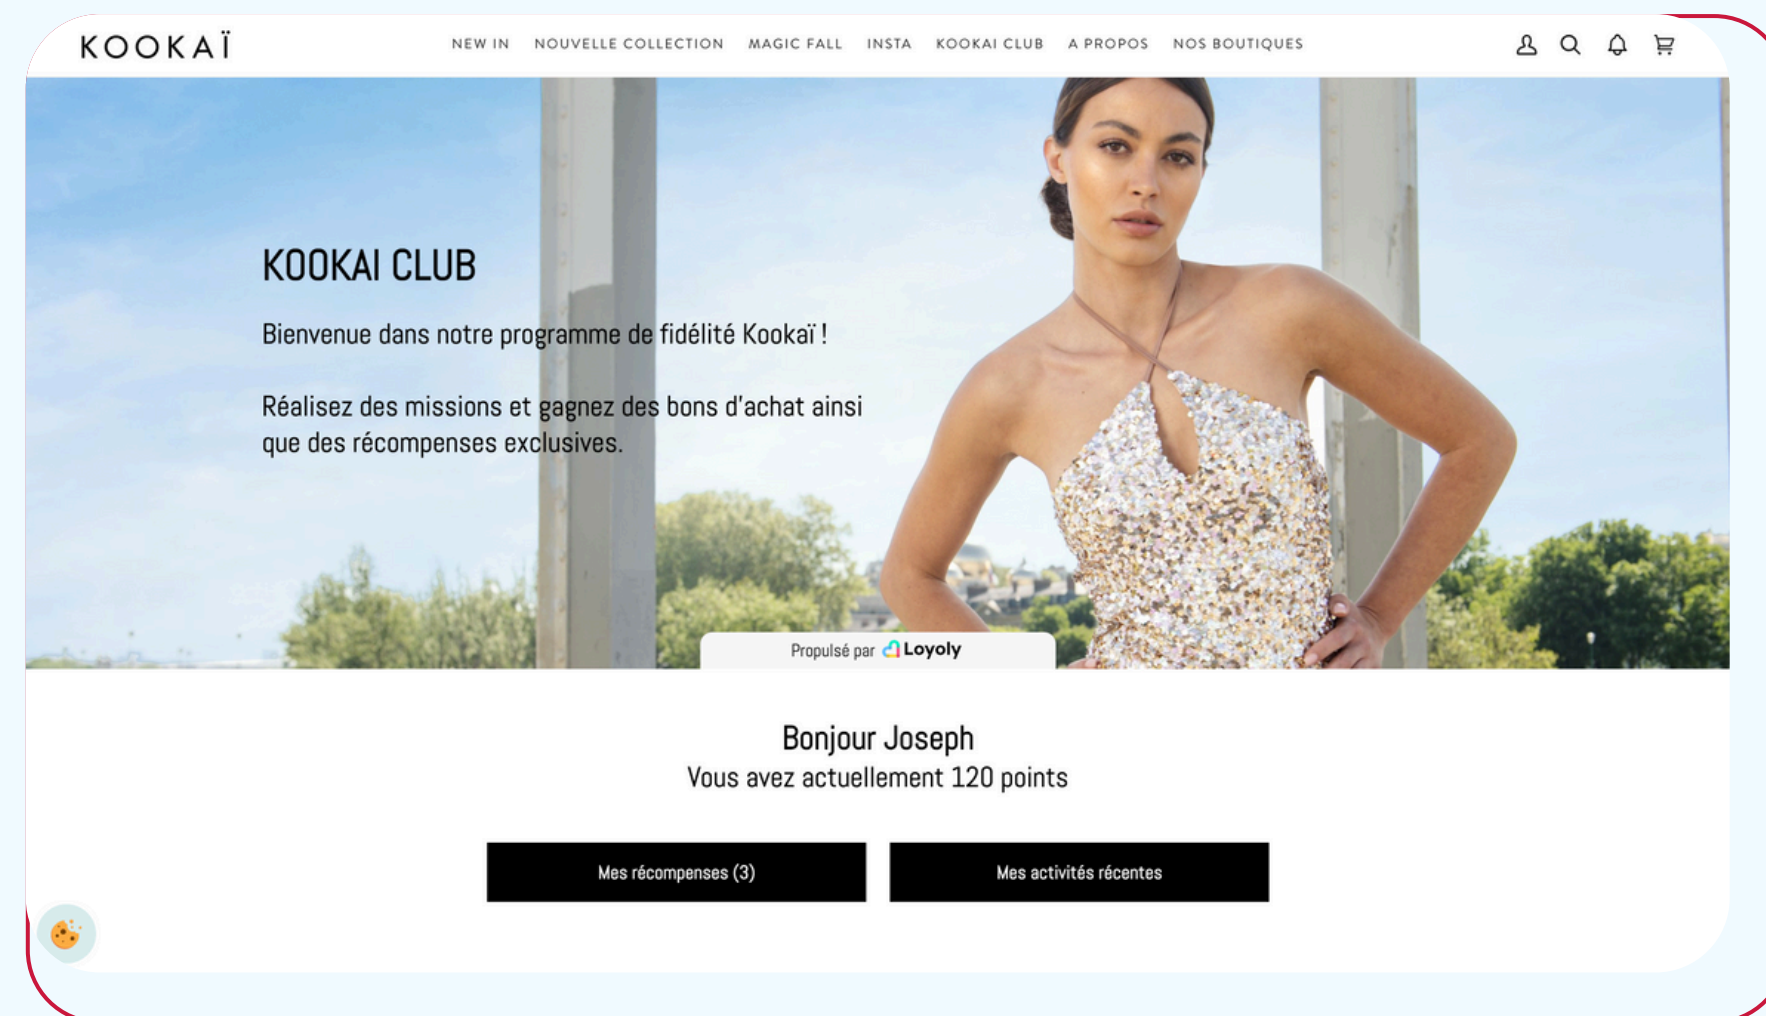 KOOKAÏ
NEW IN NOUVELLE COLLECTION MAGIC FALL INSTA KOOKAI CLUB A PROPOS NOS BOUTIQUES
KOOKAI CLUB
Bienvenue dans notre programme de fidélité Kookaï !
Réalisez des missions et gagnez des bons d'achat ainsi
que des récompenses exclusives.
Propulsé par Loyoly
Bonjour Joseph
Vous avez actuellement 120 points
Mes récompenses (3)
Mes activités récentes